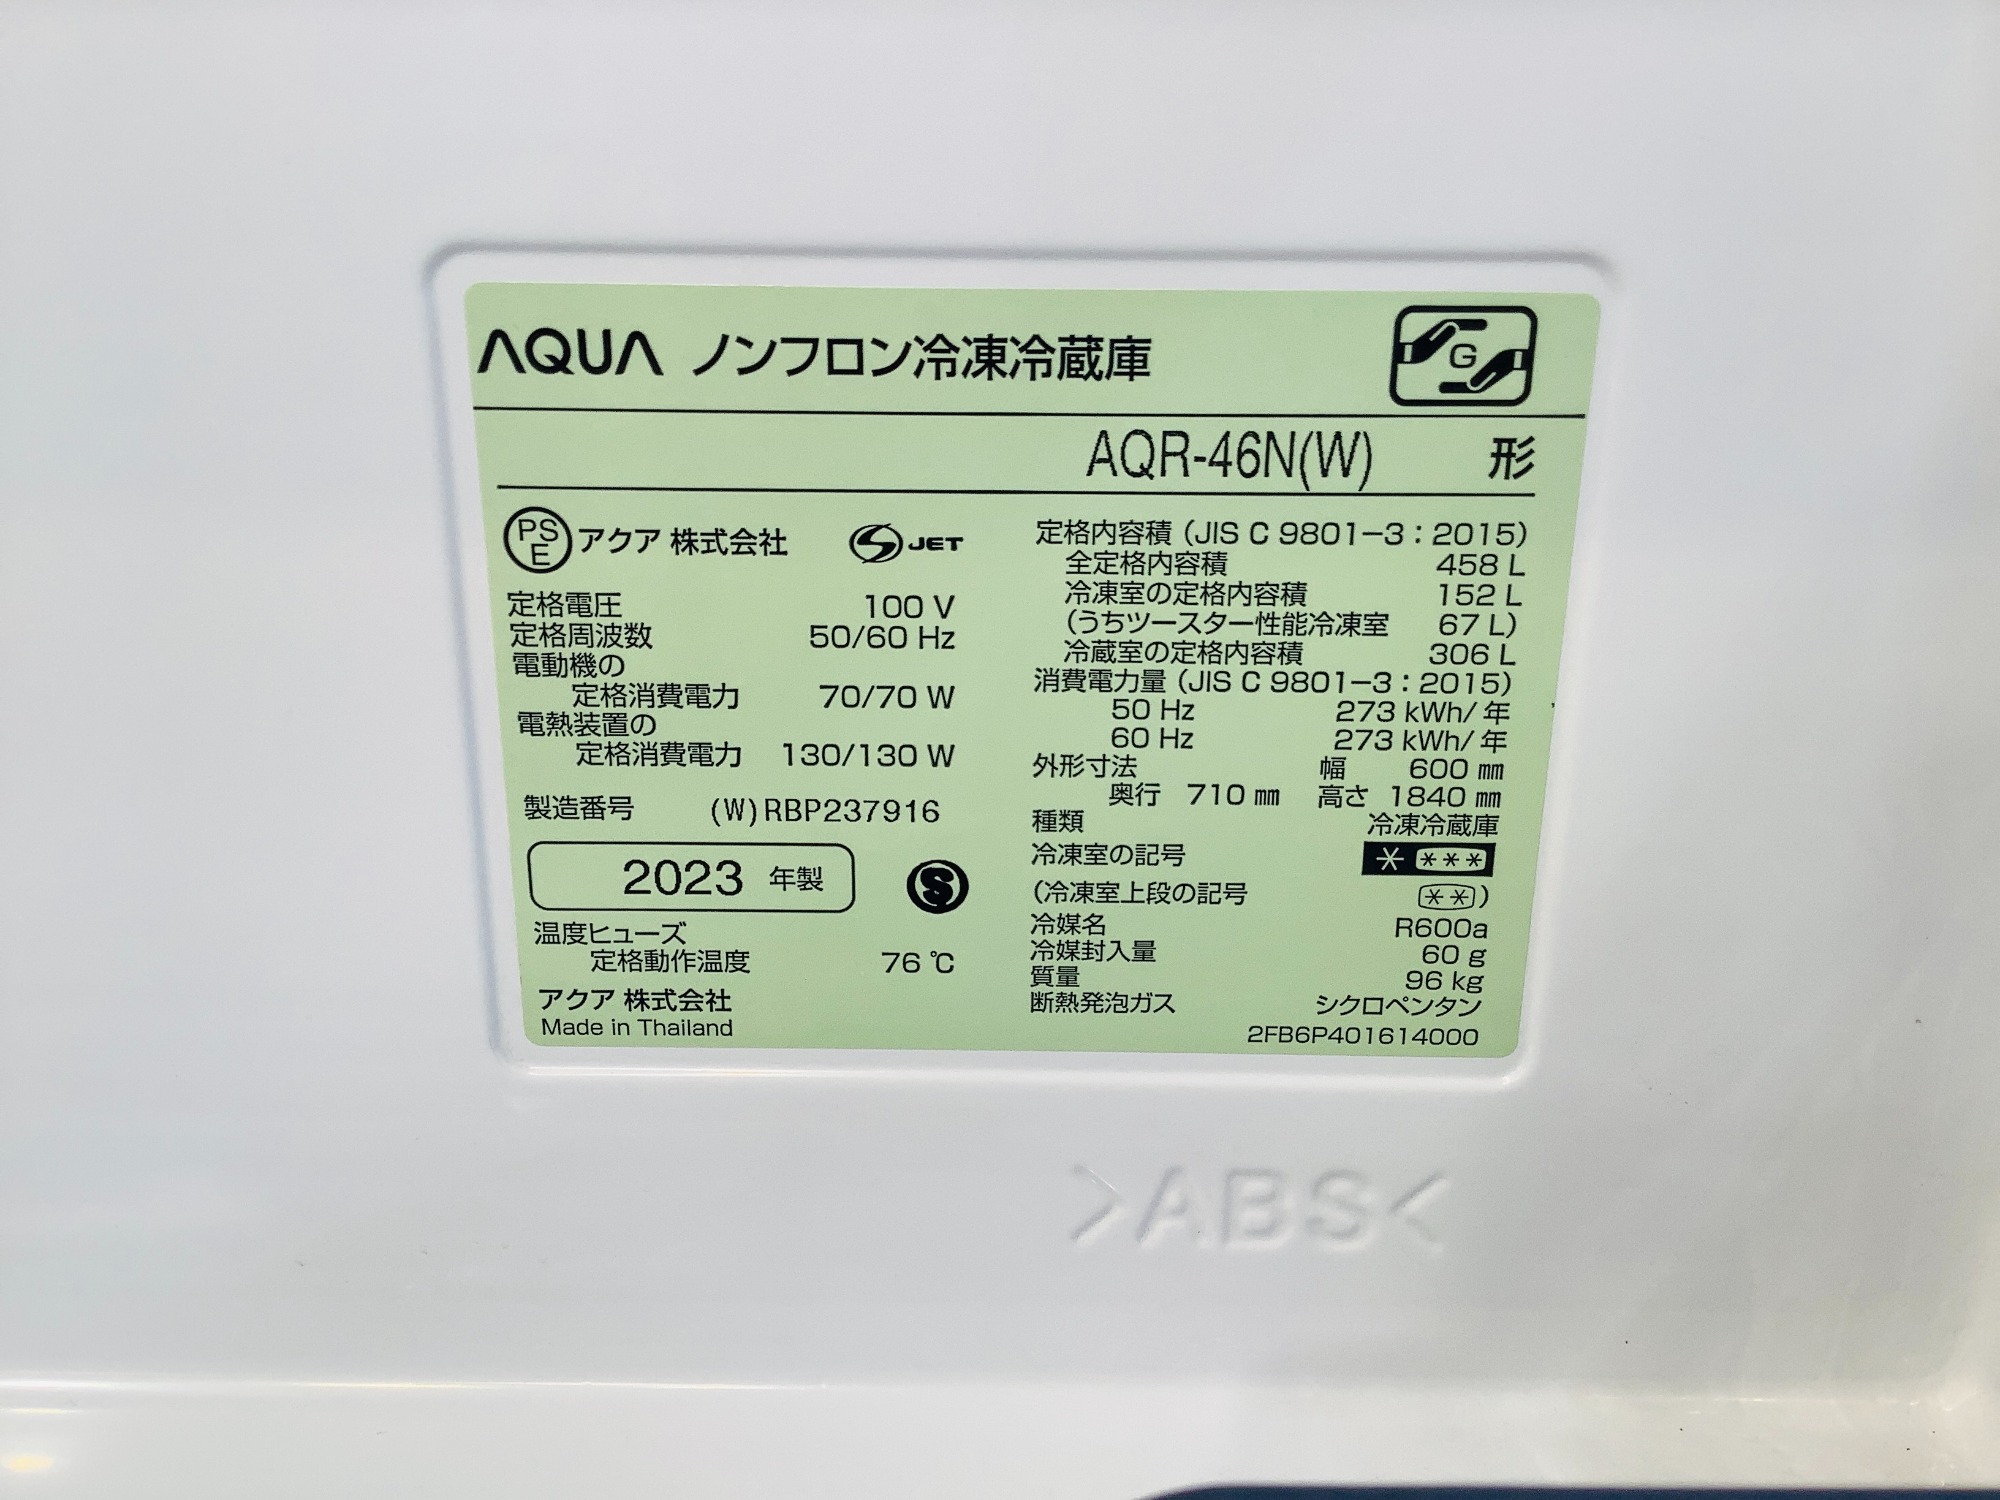 AQUA ノンフロン冷凍冷蔵庫
G
AQR-46N(W) 形
PSE アクア 株式会社 S JET
定格電圧 100 V
定格周波数 50/60 Hz
電動機の
定格消費電力 70/70 W
電熱装置の
定格消費電力 130/130 W
製造番号 (W)RBP237916
2023 年製 S
温度ヒューズ
定格動作温度 76 ℃
アクア 株式会社
Made in Thailand
定格内容積 (JIS C 9801-3:2015)
全定格内容積 458 L
冷凍室の定格内容積 152 L
(うちツースター性能冷凍室 67 L)
冷蔵室の定格内容積 306 L
消費電力量 (JIS C 9801-3:2015)
50 Hz 273 kWh/年
60 Hz 273 kWh/年
外形寸法 幅 600 ㎜
奥行 710 ㎜ 高さ 1840 ㎜
種類 冷凍冷蔵庫
冷凍室の記号 * ***
(冷凍室上段の記号 **)
冷媒名 R600a
冷媒封入量 60 g
質量 96 kg
断熱発泡ガス シクロペンタン
2FB6P401614000
>ABS<